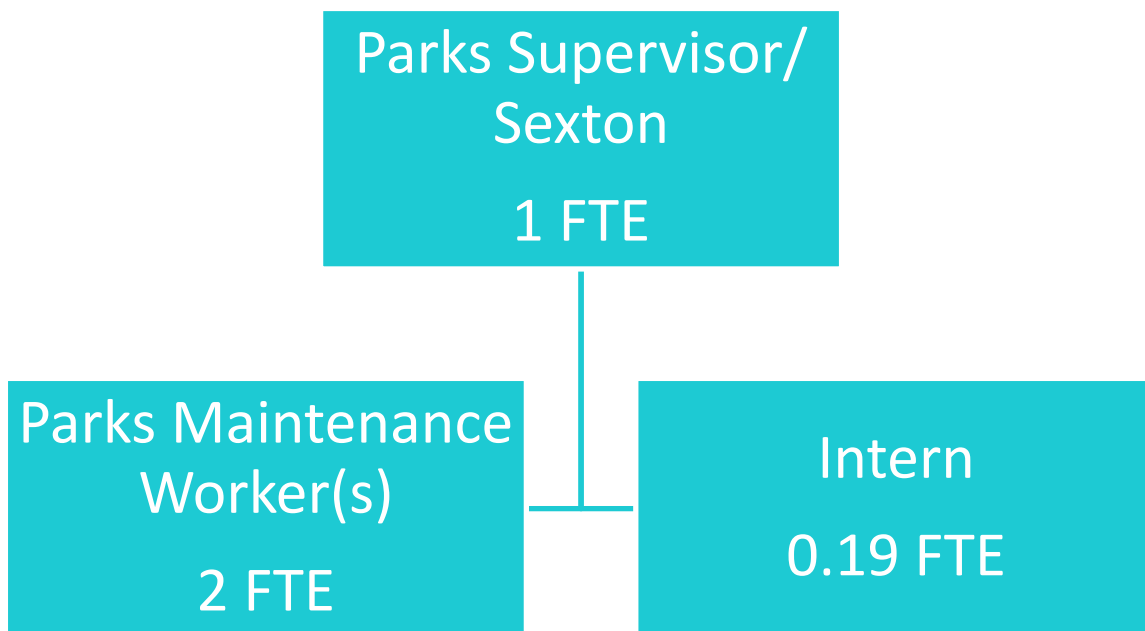 Parks Supervisor/
Sexton
1 FTE
Parks Maintenance
Worker(s)
2 FTE
Intern
0.19 FTE